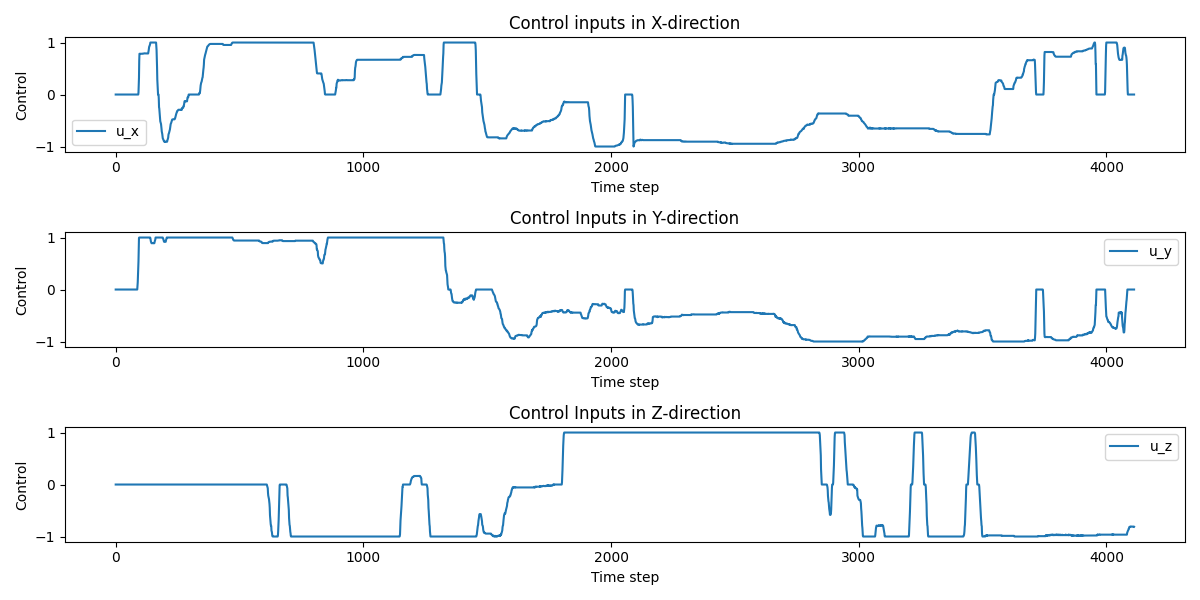 Control inputs in X-direction
1
0
−1
Control
u_x
0 1000 2000 3000 4000
Time step
Control Inputs in Y-direction
1
0
−1
Control
u_y
0 1000 2000 3000 4000
Time step
Control Inputs in Z-direction
1
0
−1
Control
u_z
0 1000 2000 3000 4000
Time step